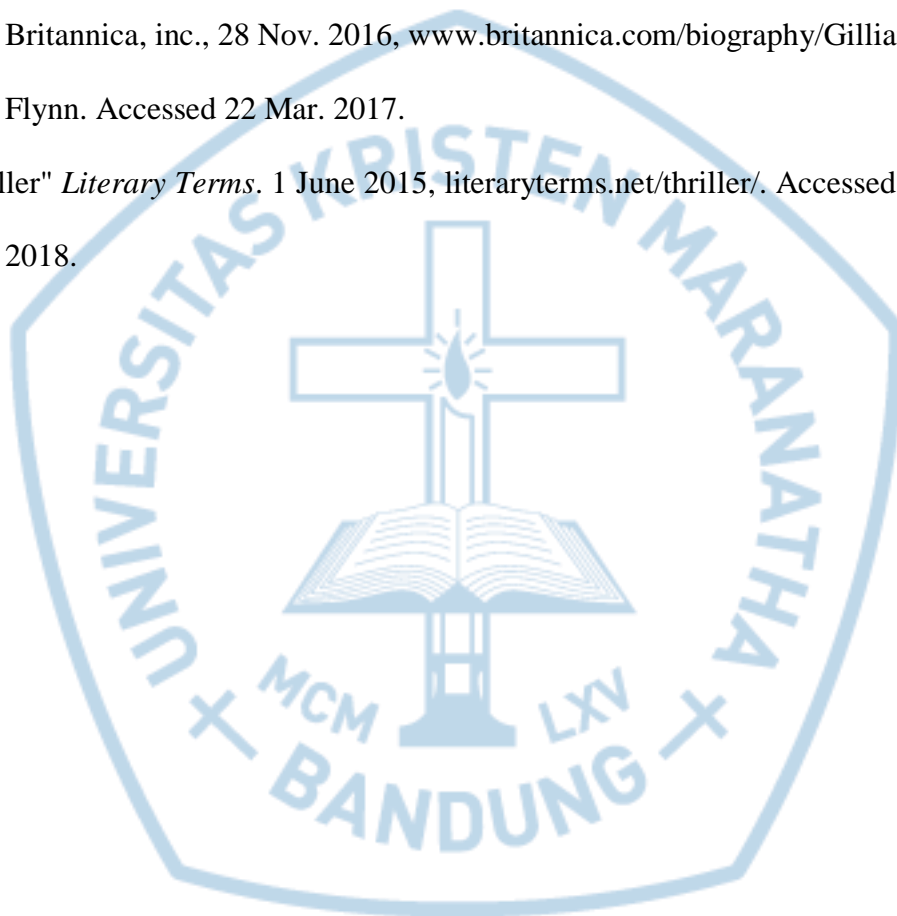 Britannica, inc., 28 Nov. 2016, www.britannica.com/biography/Gillia
Flynn. Accessed 22 Mar. 2017.
ller" Literary Terms. 1 June 2015, literaryterms.net/thriller/. Accessed
2018.
UNIVERSITAS KRISTEN MARANATHA
MCM LXV
BANDUNG